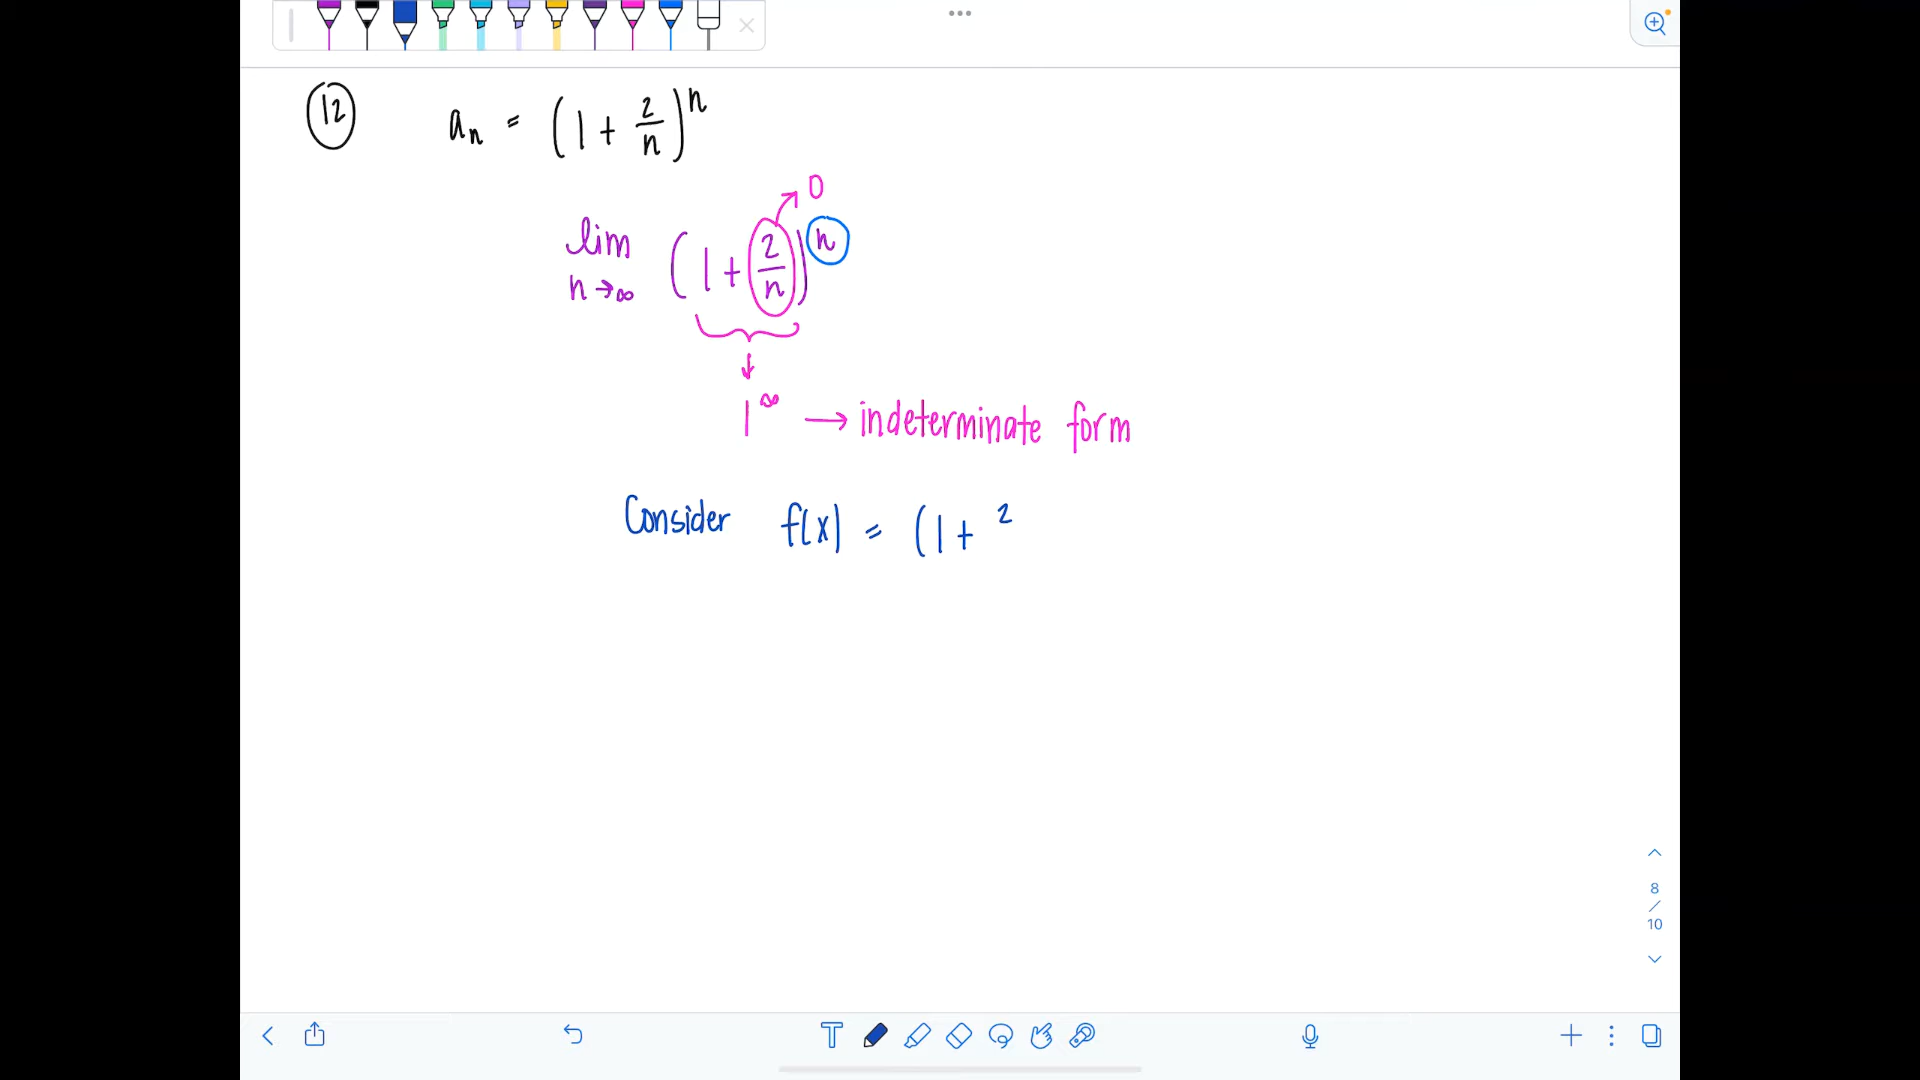 12 aₙ = (1 + 2/n)ⁿ
0
lim n→∞ (1 + 2/n)ⁿ
1^∞ → indeterminate form
Consider f(x) = (1 + 2
8
/
10
T